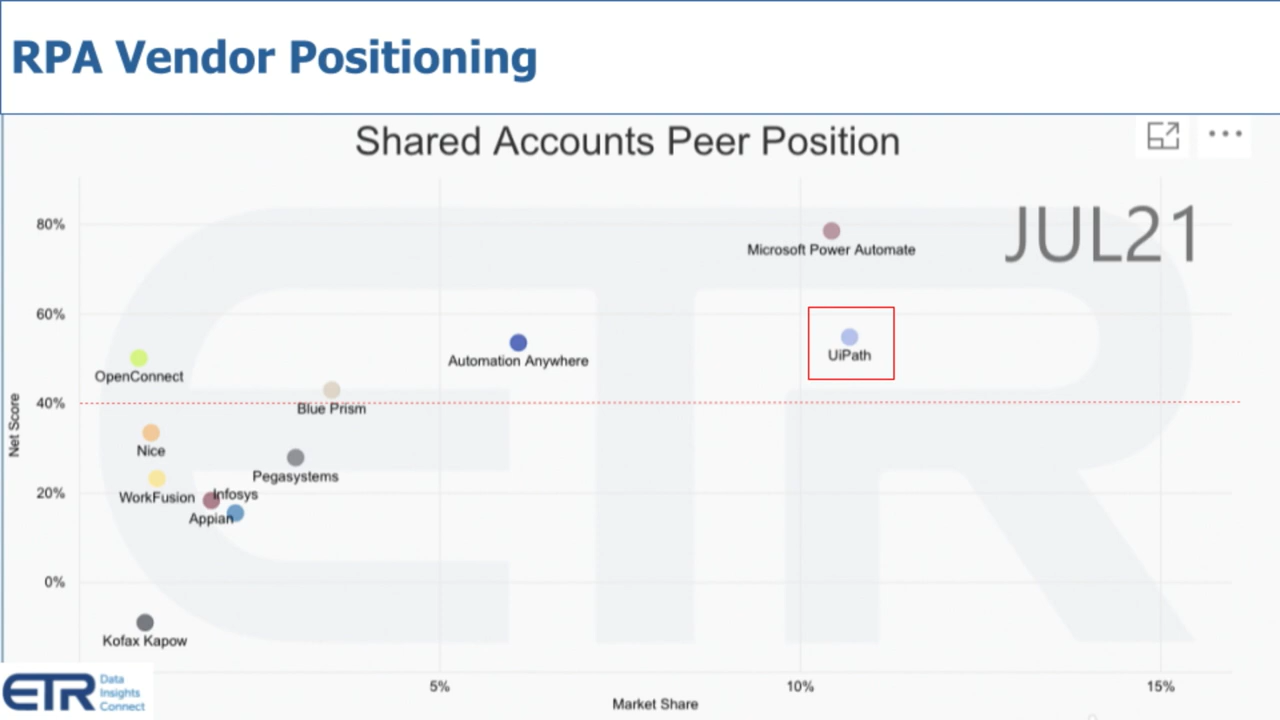 RPA Vendor Positioning
Shared Accounts Peer Position
JUL21
80%
Microsoft Power Automate
60%
UiPath
Automation Anywhere
OpenConnect
40%
Blue Prism
Nice
Pegasystems
20%
WorkFusion
Infosys
Appian
0%
Kofax Kapow
Net Score
5%
10%
15%
Market Share
ETR
Data
Insights
Connect
ETR